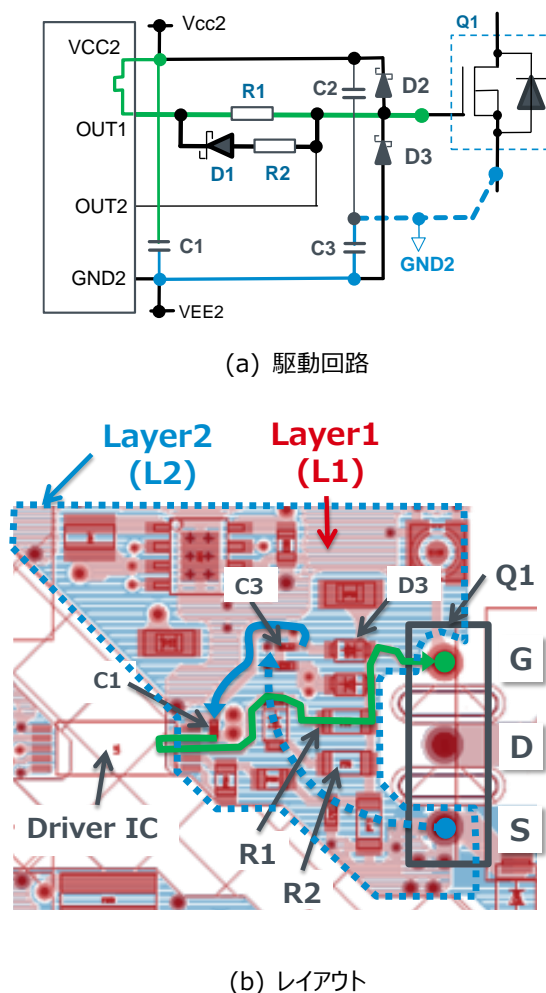 Vcc2
Q1
VCC2
C2
D2
R1
OUT1
D3
D1
R2
OUT2
C1
C3
GND2
GND2
VEE2
(a) 駆動回路
Layer2
(L2)
Layer1
(L1)
C3
D3
Q1
G
C1
D
Driver IC
S
R1
R2
(b) レイアウト